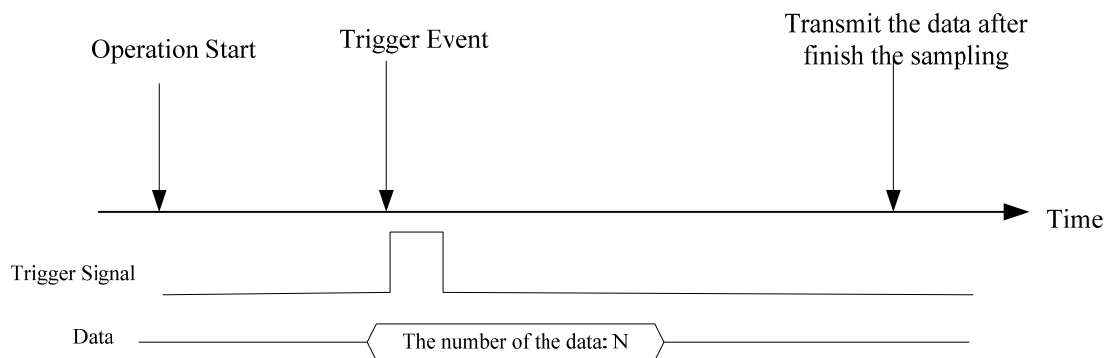 Operation Start
Trigger Event
Transmit the data after
finish the sampling
Time
Trigger Signal
Data
The number of the data: N